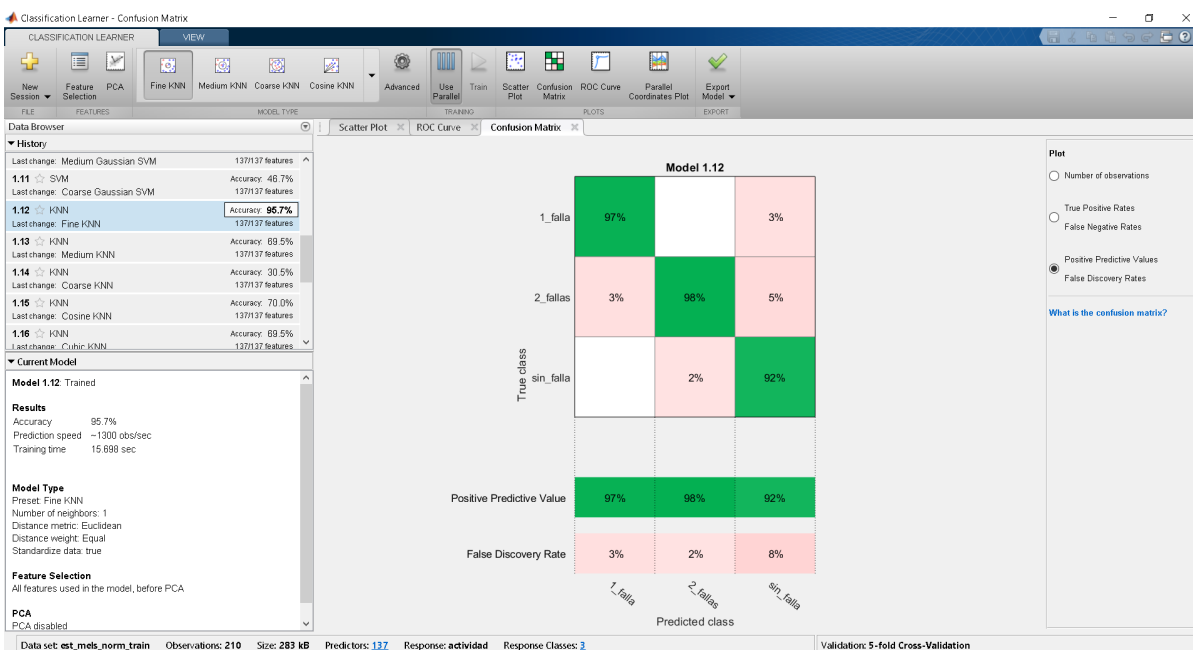 Classification Learner - Confusion Matrix
CLASSIFICATION LEARNER VIEW
New Session
Feature Selection
PCA
Fine KNN
Medium KNN
Coarse KNN
Cosine KNN
Advanced
Use Parallel
Train
Scatter Plot
Confusion Matrix
ROC Curve
Parallel Coordinates Plot
Export Model
FILE FEATURES MODEL TYPE TRAINING PLOTS EXPORT
Data Browser
Scatter Plot ROC Curve Confusion Matrix
History
Last change: Medium Gaussian SVM 137/137 features
1.11 SVM Accuracy: 46.7%
Last change: Coarse Gaussian SVM 137/137 features
1.12 KNN Accuracy: 95.7%
Last change: Fine KNN 137/137 features
1.13 KNN Accuracy: 69.5%
Last change: Medium KNN 137/137 features
1.14 KNN Accuracy: 30.5%
Last change: Coarse KNN 137/137 features
1.15 KNN Accuracy: 70.0%
Last change: Cosine KNN 137/137 features
1.16 KNN Accuracy: 69.5%
Last change: Cubic KNN 137/137 features
Current Model
Model 1.12: Trained
Results
Accuracy 95.7%
Prediction speed ~1300 obs/sec
Training time 15.698 sec
Model Type
Preset: Fine KNN
Number of neighbors: 1
Distance metric: Euclidean
Distance weight: Equal
Standardize data: true
Feature Selection
All features used in the model, before PCA
PCA
PCA disabled
Model 1.12
1_falla 97% 3%
2_fallas 3% 98% 5%
sin_falla 2% 92%
True class
Positive Predictive Value 97% 98% 92%
False Discovery Rate 3% 2% 8%
1_falla 2_fallas sin_falla
Predicted class
Plot
Number of observations
True Positive Rates
False Negative Rates
Positive Predictive Values
False Discovery Rates
What is the confusion matrix?
Data set: est_mels_norm_train Observations: 210 Size: 283 kB Predictors: 137 Response: actividad Response Classes: 3 Validation: 5-fold Cross-Validation